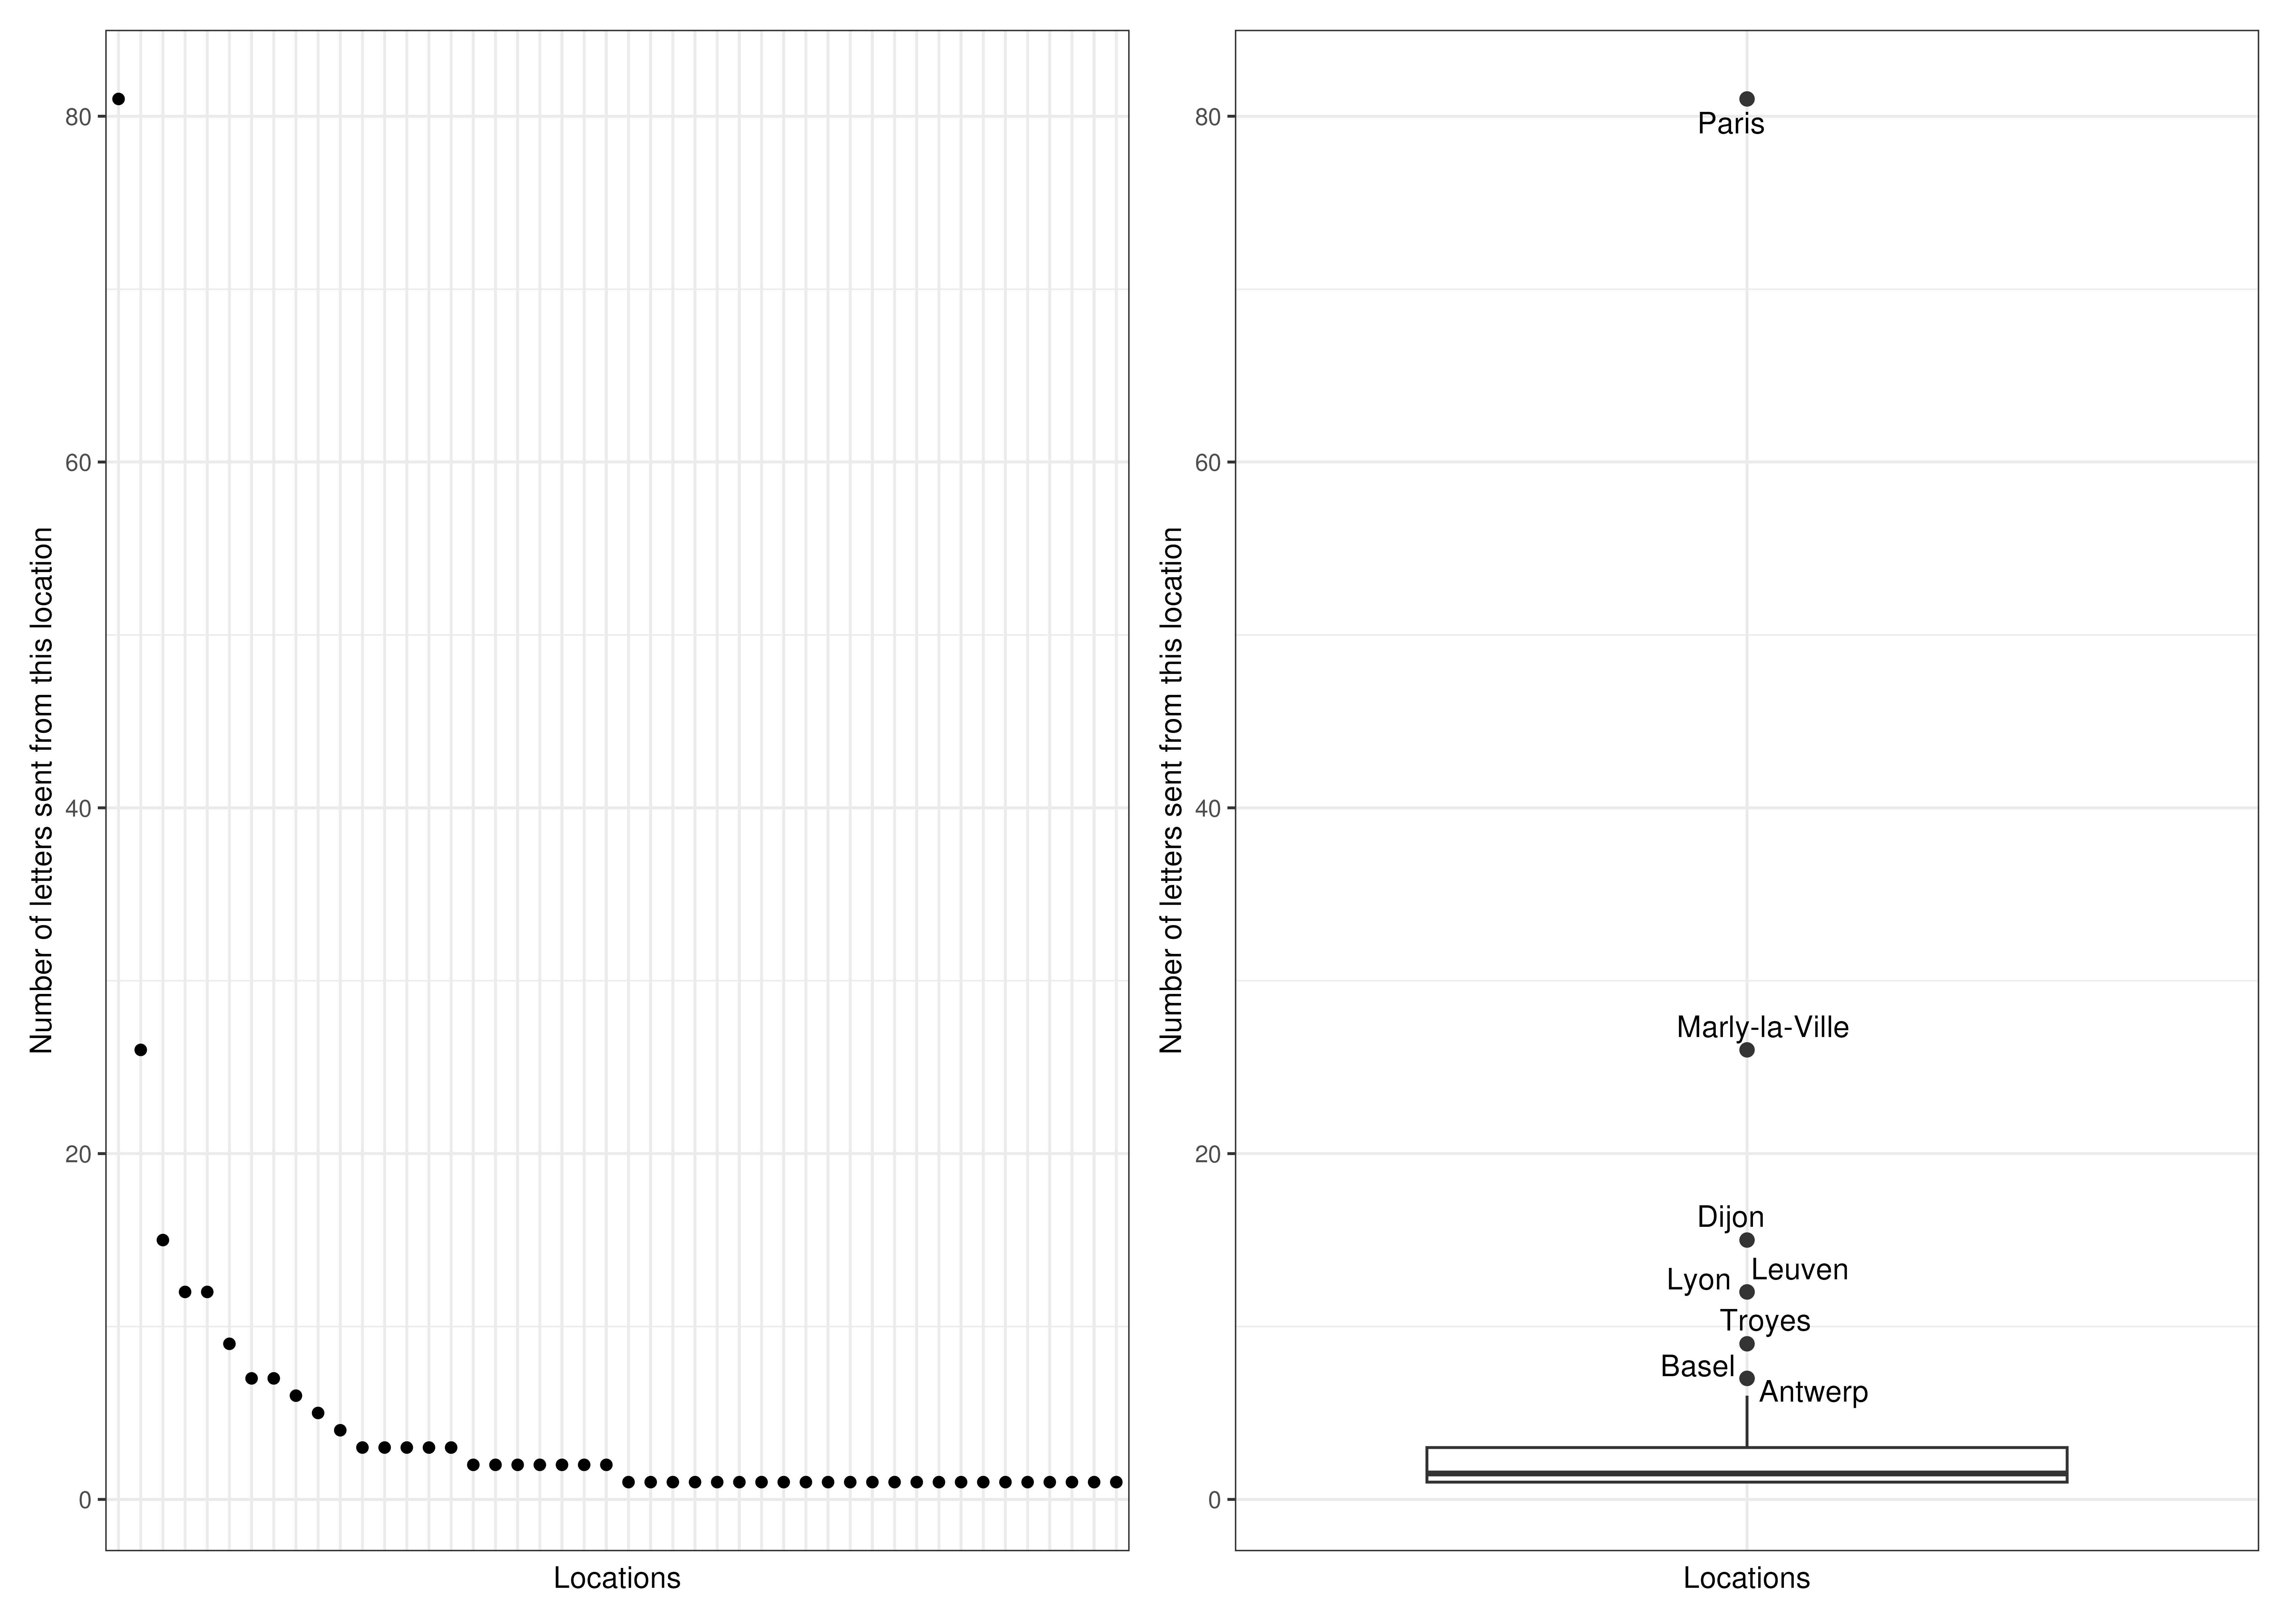 Number of letters sent from this location
80
60
40
20
0
Locations
Number of letters sent from this location
80
60
40
20
0
Paris
Marly-la-Ville
Dijon
Leuven
Lyon
Troyes
Basel
Antwerp
Locations